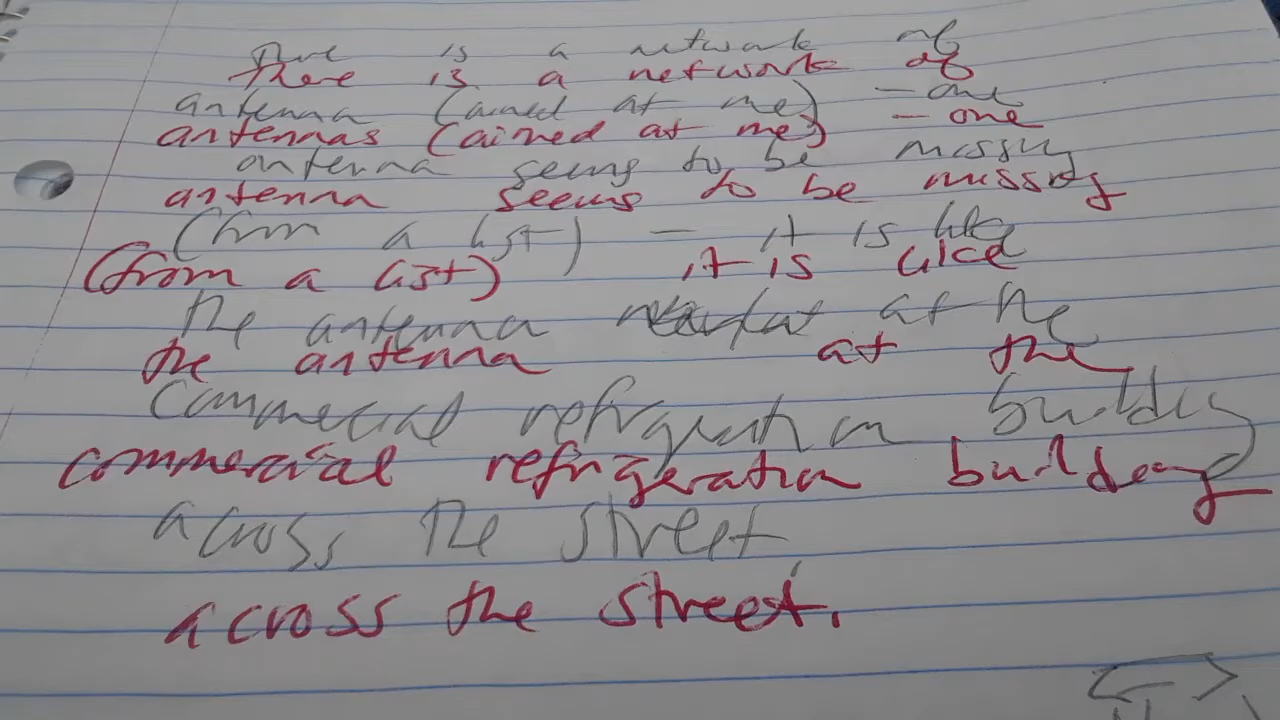 There is a network of
there is a network of
antenna (aimed at me) - one
antennas (aimed at me) - one
antenna seems to be missing
antenna seems to be missing
(from a list) - it is like
(from a list) it is like
the antenna at at the
the antenna at the
Commercial refrigeration building
commercial refrigeration building
across the street
across the street.